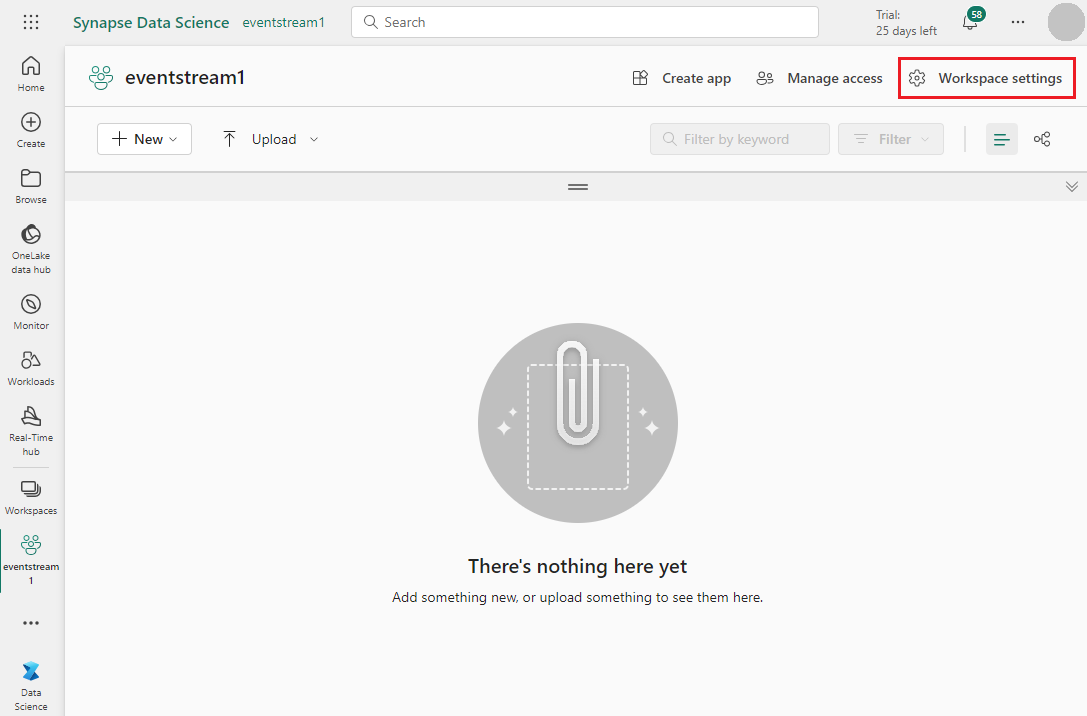 Synapse Data Science eventstream1 Search Trial:
25 days left 58
Home
Create
Browse
OneLake
data hub
Monitor
Workloads
Real-Time
hub
Workspaces
eventstream
1
Data
Science
eventstream1 Create app Manage access Workspace settings
New Upload Filter by keyword Filter
There's nothing here yet
Add something new, or upload something to see them here.